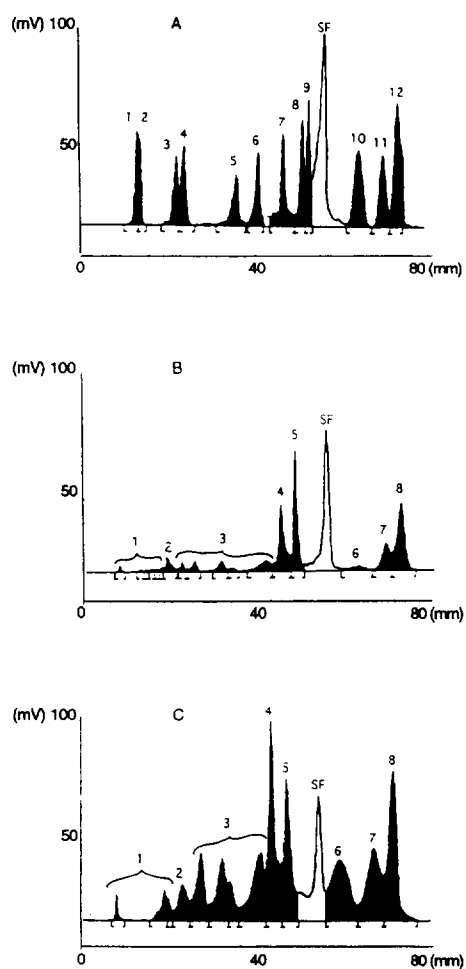 (mV) 100 A SF
12
9
1 2 8
7
50 3 4 6 10 11
5
0 40 80 (mm)
(mV) 100 B
SF
5
50 4 8
1 2 3 7
6
0 40 80 (mm)
(mV) 100 C 4
5 SF 8
50 3
1 2 6 7
0 40 80 (mm)